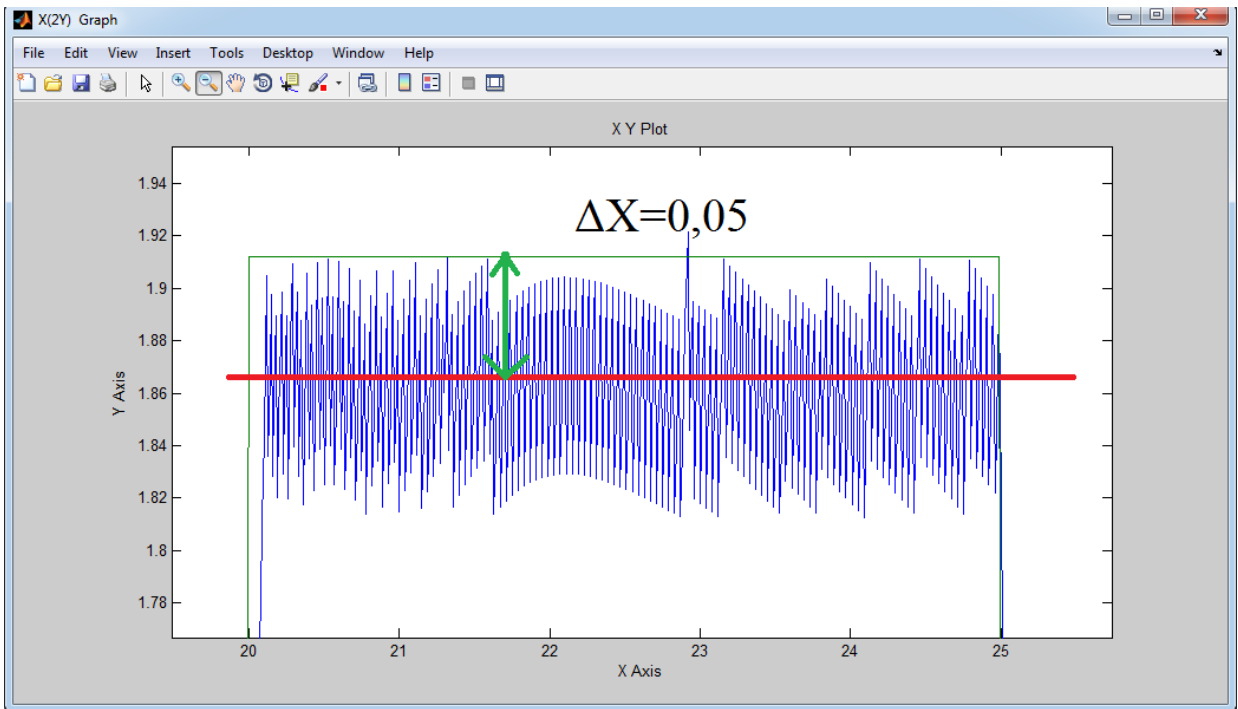 X(2Y) Graph
File Edit View Insert Tools Desktop Window Help
X Y Plot
ΔX=0,05
1.94
1.92
1.9
1.88
1.86
1.84
1.82
1.8
1.78
Y Axis
20 21 22 23 24 25
X Axis